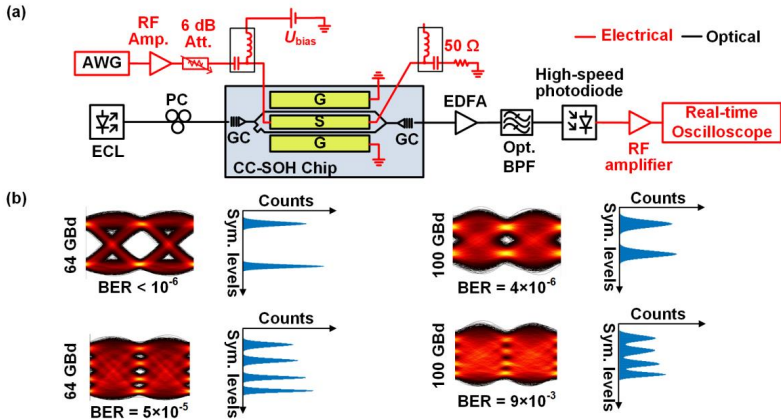 (a)
RF
Amp.
6 dB
Att.
U_bias
50 Ω
Electrical
Optical
AWG
PC
ECL
GC
G
S
G
GC
CC-SOH Chip
EDFA
Opt.
BPF
High-speed
photodiode
RF
amplifier
Real-time
Oscilloscope
(b)
64 GBd
BER < 10⁻⁶
Counts
Sym. levels
100 GBd
BER = 4×10⁻⁶
Counts
Sym. levels
64 GBd
BER = 5×10⁻⁵
Counts
Sym. levels
100 GBd
BER = 9×10⁻³
Counts
Sym. levels